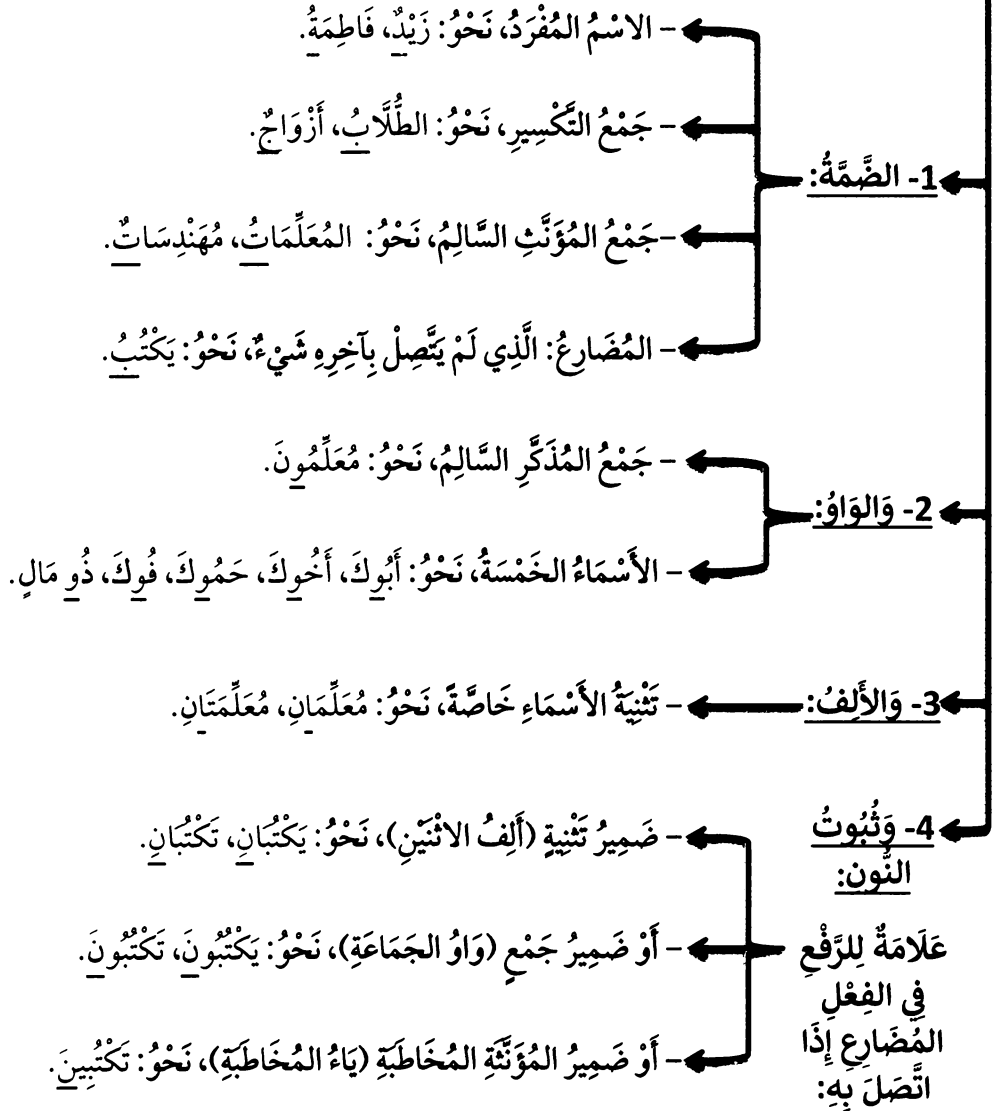 1- الضَّمَّةُ:
– الاسْمُ المُفْرَدُ، نَحْوُ: زَيْدٌ، فَاطِمَةُ.
– جَمْعُ التَّكْسِيرِ، نَحْوُ: الطُّلَّابُ، أَزْوَاجٌ.
–جَمْعُ المُؤَنَّثِ السَّالِمُ، نَحْوُ: المُعَلِّمَاتُ، مُهَنْدِسَاتٌ.
– المُضَارِعُ: الَّذِي لَمْ يَتَّصِلْ بِآخِرِهِ شَيْءٌ، نَحْوُ: يَكْتُبُ.
2- وَالوَاوُ:
– جَمْعُ المُذَكَّرِ السَّالِمُ، نَحْوُ: مُعَلِّمُونَ.
– الأَسْمَاءُ الخَمْسَةُ، نَحْوُ: أَبُوكَ، أَخُوكَ، حَمُوكَ، فُوكَ، ذُو مَالٍ.
3- وَالأَلِفُ:
– تَثْنِيَةُ الأَسْمَاءِ خَاصَّةً، نَحْوُ: مُعَلِّمَانِ، مُعَلِّمَتَانِ.
4- وَثُبُوتُ
النُّونِ:
عَلَامَةٌ لِلرَّفْعِ
فِي الفِعْلِ
المُضَارِعِ إِذَا
اتَّصَلَ بِهِ:
– ضَمِيرُ تَثْنِيَةٍ (أَلِفُ الاثْنَيْنِ)، نَحْوُ: يَكْتُبَانِ، تَكْتُبَانِ.
– أَوْ ضَمِيرُ جَمْعٍ (وَاوُ الجَمَاعَةِ)، نَحْوُ: يَكْتُبُونَ، تَكْتُبُونَ.
– أَوْ ضَمِيرُ المُؤَنَّثَةِ المُخَاطَبَةِ (يَاءُ المُخَاطَبَةِ)، نَحْوُ: تَكْتُبِينَ.